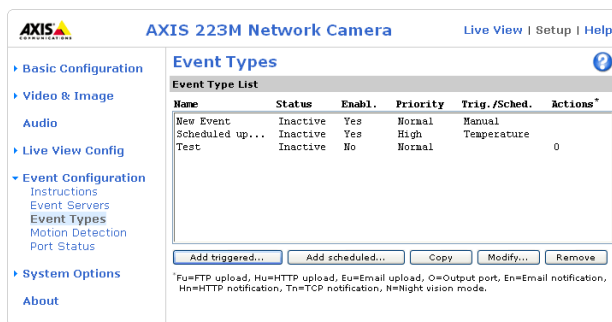 AXIS
COMMUNICATIONS
AXIS 223M Network Camera
Live View | Setup | Help
Basic Configuration
Video & Image
Audio
Live View Config
Event Configuration
Instructions
Event Servers
Event Types
Motion Detection
Port Status
System Options
About
Event Types
?
Event Type List
Name Status Enabl. Priority Trig./Sched. Actions*
New Event Inactive Yes Normal Manual
Scheduled up... Inactive Yes High Temperature
Test Inactive No Normal 0
Add triggered... Add scheduled... Copy Modify... Remove
*Fu=FTP upload, Hu=HTTP upload, Eu=Email upload, O=Output port, En=Email notification,
Hn=HTTP notification, Tn=TCP notification, N=Night vision mode.